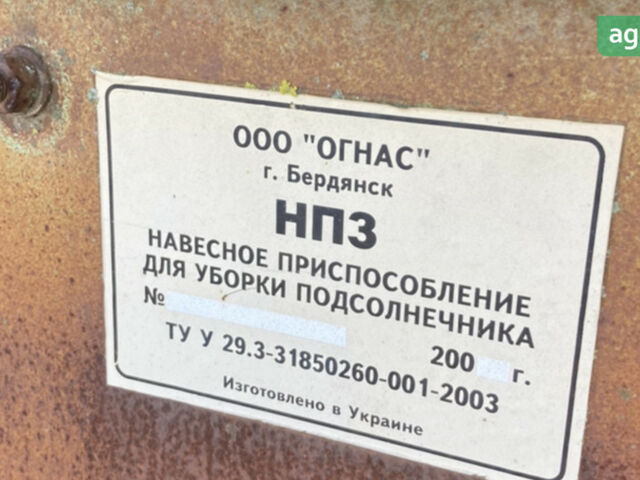 ag
ООО "ОГНАС"
г. Бердянск
НПЗ
НАВЕСНОЕ ПРИСПОСОБЛЕНИЕ
ДЛЯ УБОРКИ ПОДСОЛНЕЧНИКА
№
200 г.
ТУ У 29.3-31850260-001-2003
Изготовлено в Украине